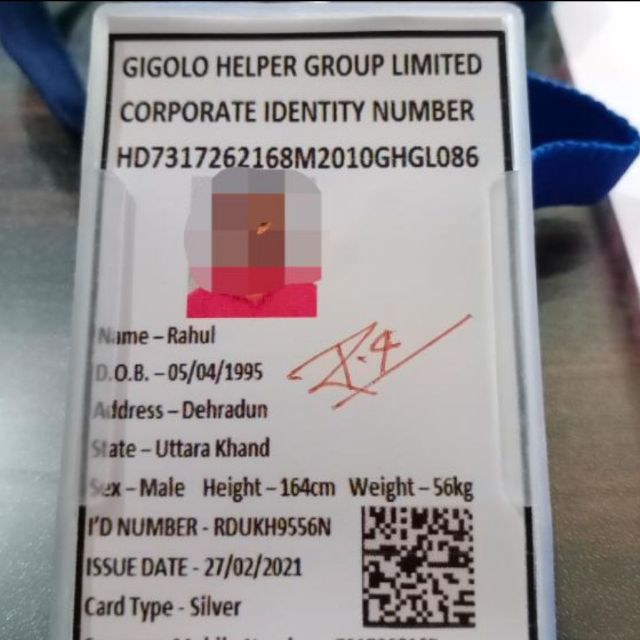 GIGOLO HELPER GROUP LIMITED
CORPORATE IDENTITY NUMBER
HD7317262168M2010GHGL086
Name – Rahul
D.O.B. – 05/04/1995
Address – Dehradun
State – Uttara Khand
Sex – Male Height – 164cm Weight – 56kg
I'D NUMBER - RDUKH9556N
ISSUE DATE - 27/02/2021
Card Type - Silver